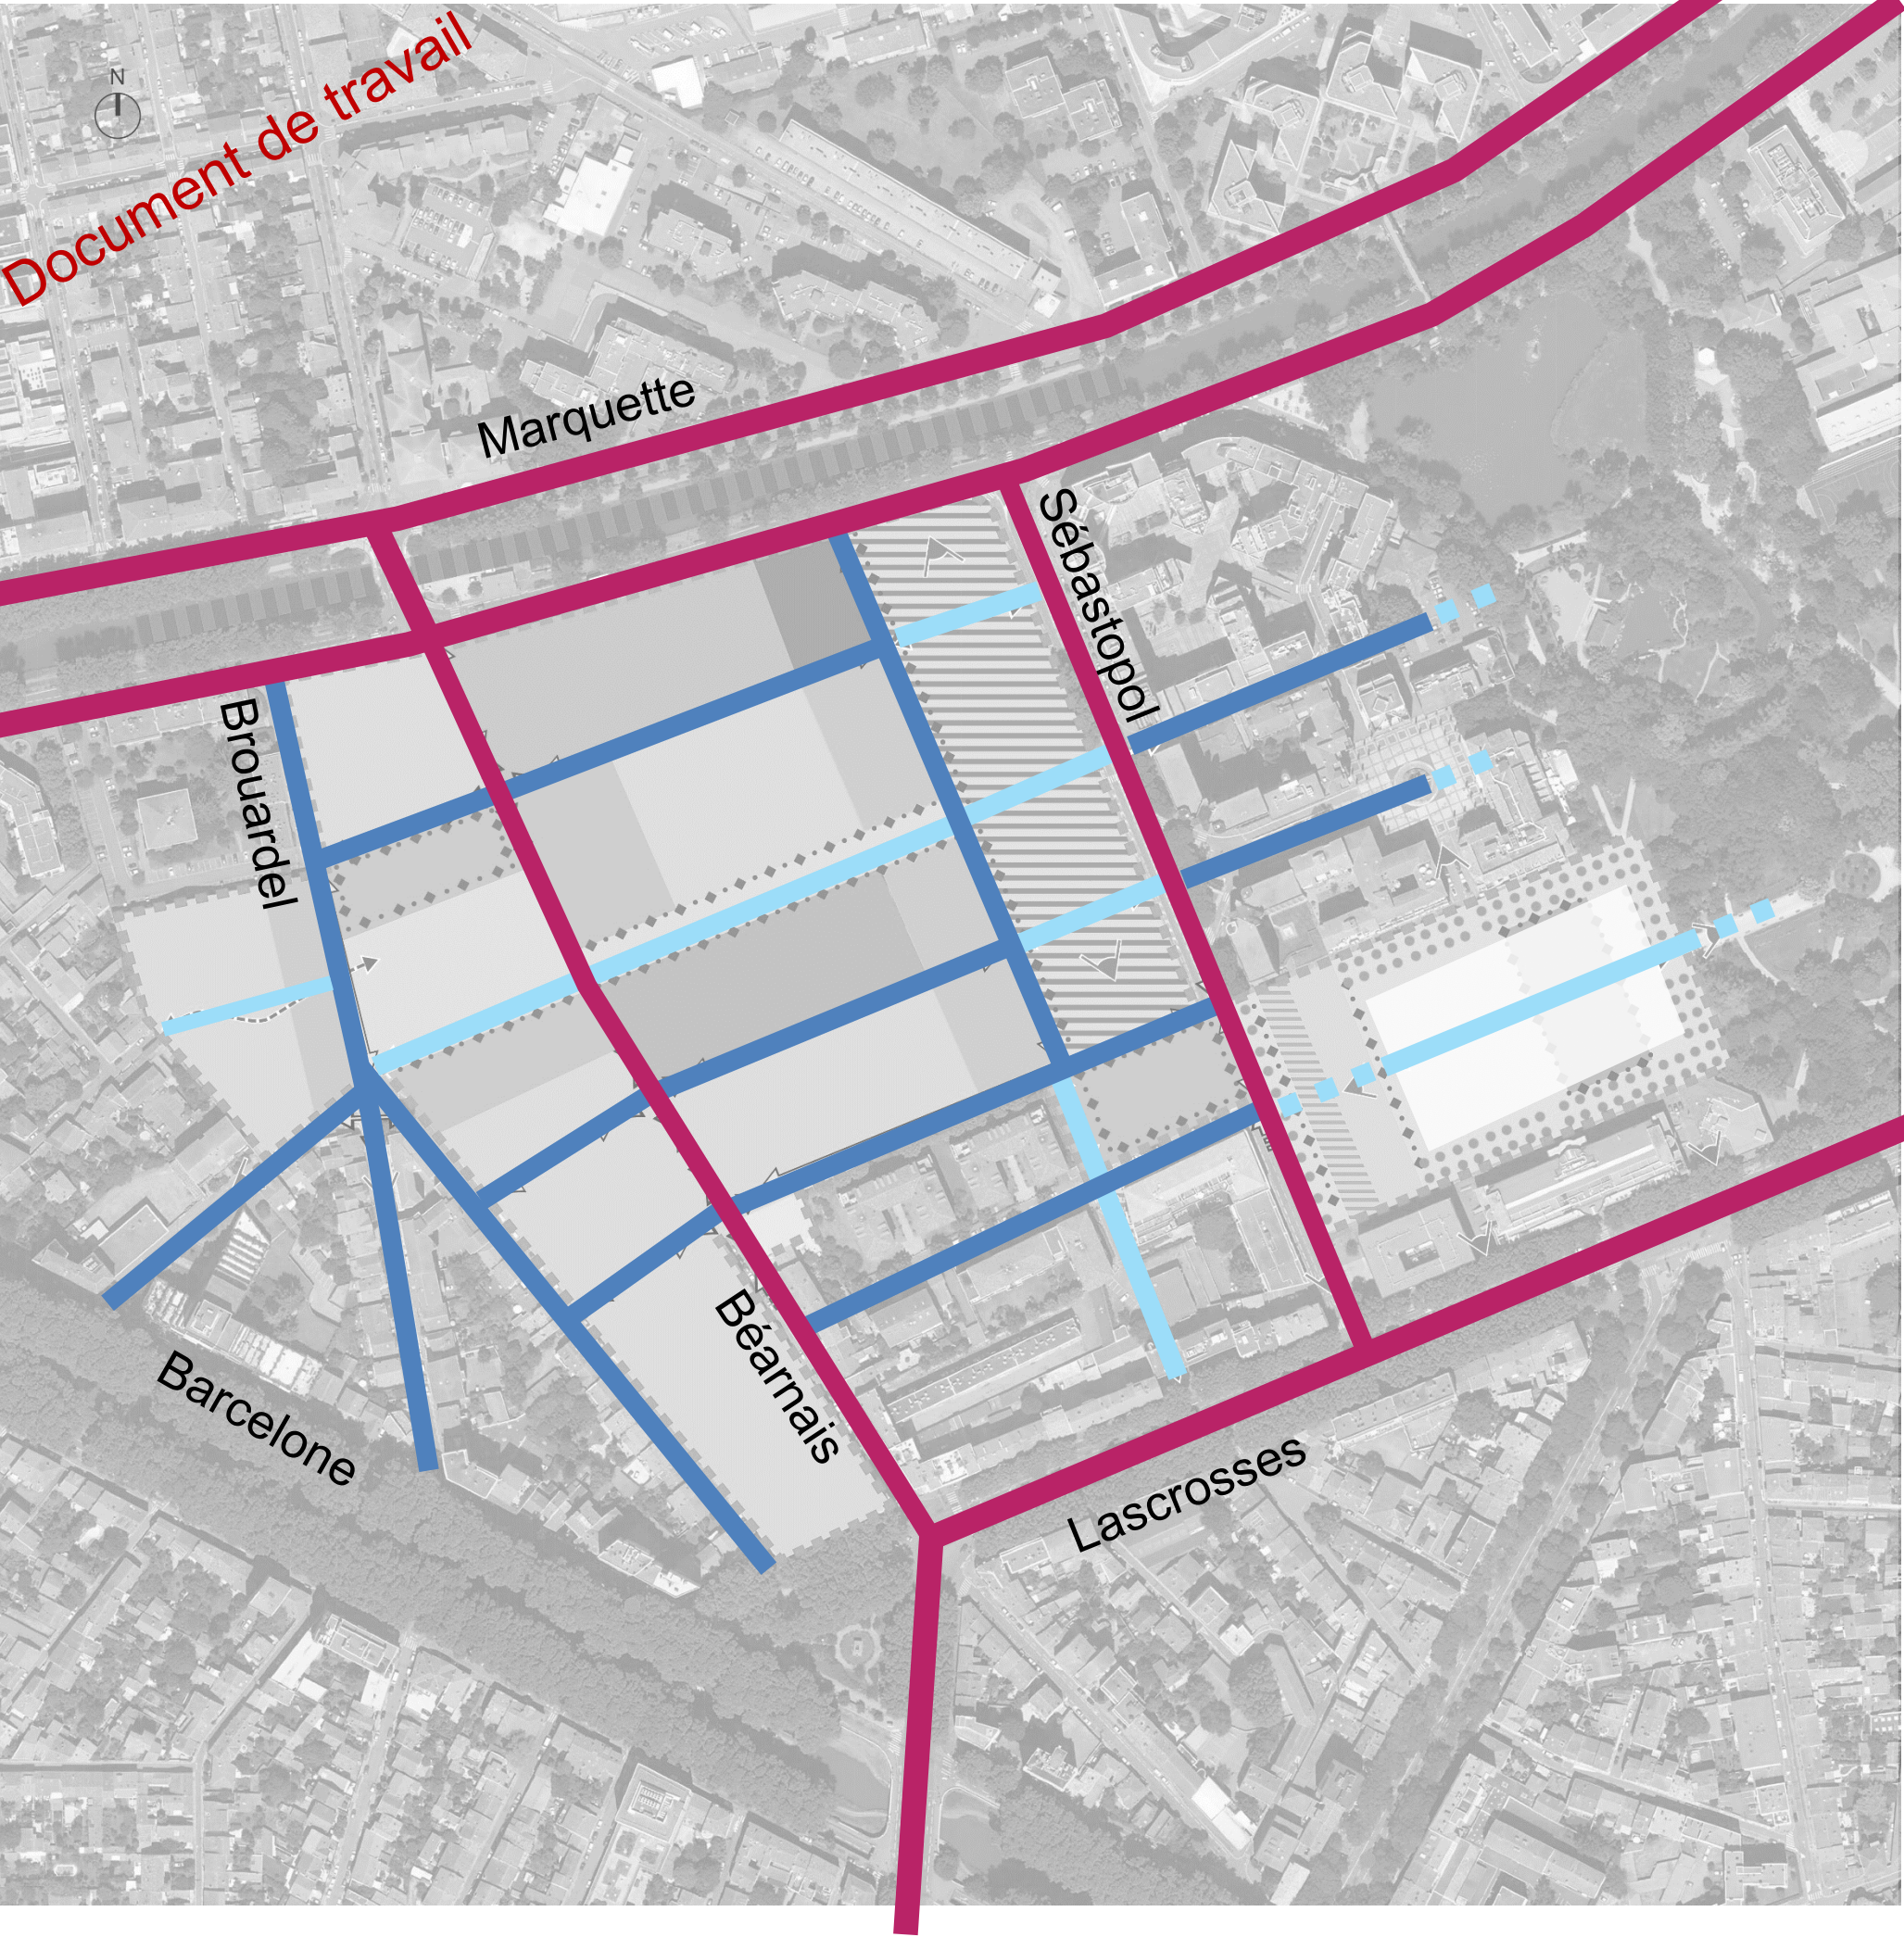 Document de travail
N
Marquette
Sébastopol
Brouardel
Béarnais
Barcelone
Lascrosses